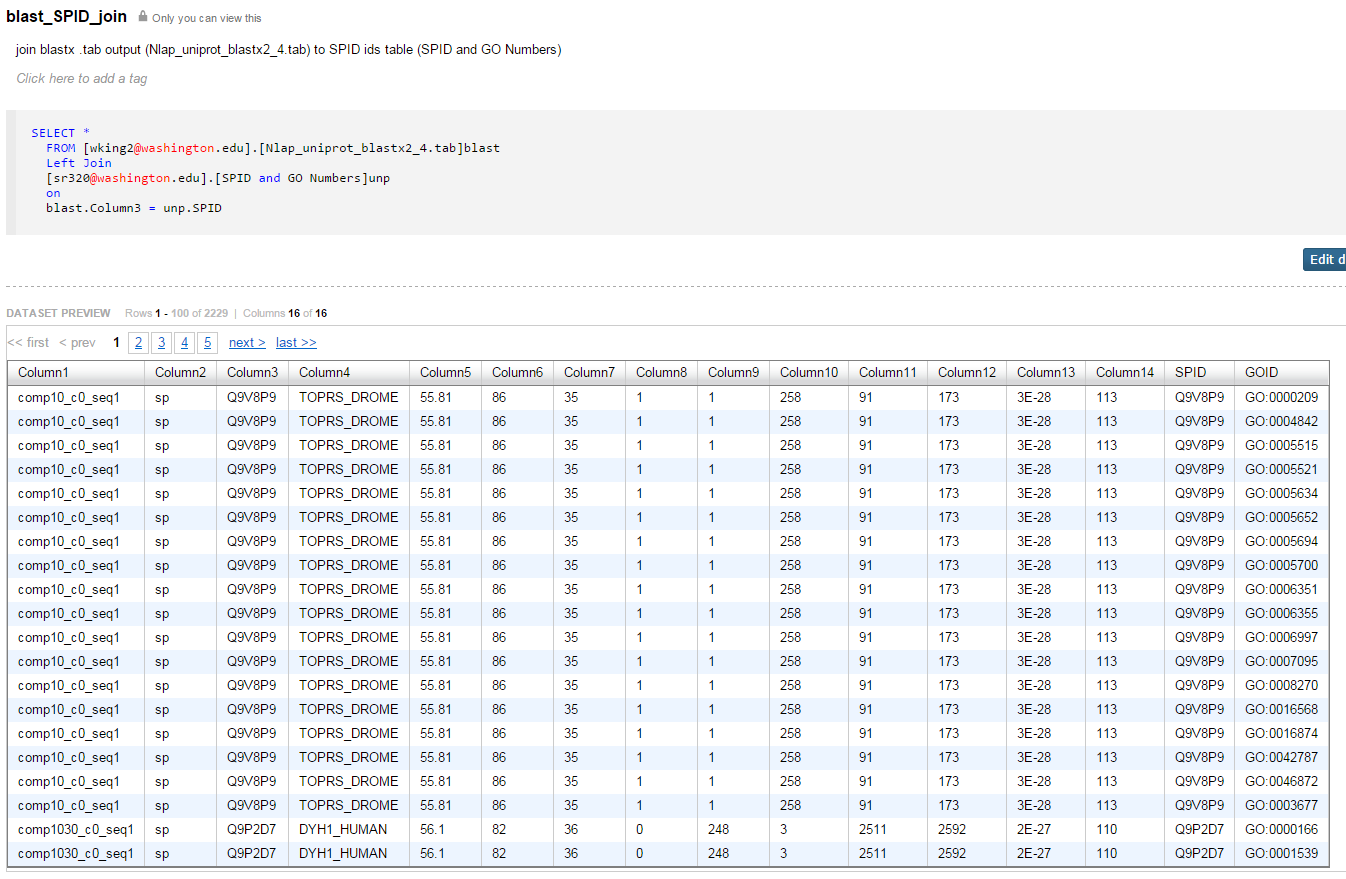 blast_SPID_join Only you can view this
join blastx .tab output (Nlap_uniprot_blastx2_4.tab) to SPID ids table (SPID and GO Numbers)
Click here to add a tag
SELECT *
FROM [wking2@washington.edu].[Nlap_uniprot_blastx2_4.tab]blast
Left Join
[sr320@washington.edu].[SPID and GO Numbers]unp
on
blast.Column3 = unp.SPID
Edit d
DATASET PREVIEW Rows 1 - 100 of 2229 | Columns 16 of 16
<< first < prev 1 2 3 4 5 next > last >>
Column1 Column2 Column3 Column4 Column5 Column6 Column7 Column8 Column9 Column10 Column11 Column12 Column13 Column14 SPID GOID
comp10_c0_seq1 sp Q9V8P9 TOPRS_DROME 55.81 86 35 1 1 258 91 173 3E-28 113 Q9V8P9 GO:0000209
comp10_c0_seq1 sp Q9V8P9 TOPRS_DROME 55.81 86 35 1 1 258 91 173 3E-28 113 Q9V8P9 GO:0004842
comp10_c0_seq1 sp Q9V8P9 TOPRS_DROME 55.81 86 35 1 1 258 91 173 3E-28 113 Q9V8P9 GO:0005515
comp10_c0_seq1 sp Q9V8P9 TOPRS_DROME 55.81 86 35 1 1 258 91 173 3E-28 113 Q9V8P9 GO:0005521
comp10_c0_seq1 sp Q9V8P9 TOPRS_DROME 55.81 86 35 1 1 258 91 173 3E-28 113 Q9V8P9 GO:0005634
comp10_c0_seq1 sp Q9V8P9 TOPRS_DROME 55.81 86 35 1 1 258 91 173 3E-28 113 Q9V8P9 GO:0005652
comp10_c0_seq1 sp Q9V8P9 TOPRS_DROME 55.81 86 35 1 1 258 91 173 3E-28 113 Q9V8P9 GO:0005694
comp10_c0_seq1 sp Q9V8P9 TOPRS_DROME 55.81 86 35 1 1 258 91 173 3E-28 113 Q9V8P9 GO:0005700
comp10_c0_seq1 sp Q9V8P9 TOPRS_DROME 55.81 86 35 1 1 258 91 173 3E-28 113 Q9V8P9 GO:0006351
comp10_c0_seq1 sp Q9V8P9 TOPRS_DROME 55.81 86 35 1 1 258 91 173 3E-28 113 Q9V8P9 GO:0006355
comp10_c0_seq1 sp Q9V8P9 TOPRS_DROME 55.81 86 35 1 1 258 91 173 3E-28 113 Q9V8P9 GO:0006997
comp10_c0_seq1 sp Q9V8P9 TOPRS_DROME 55.81 86 35 1 1 258 91 173 3E-28 113 Q9V8P9 GO:0007095
comp10_c0_seq1 sp Q9V8P9 TOPRS_DROME 55.81 86 35 1 1 258 91 173 3E-28 113 Q9V8P9 GO:0008270
comp10_c0_seq1 sp Q9V8P9 TOPRS_DROME 55.81 86 35 1 1 258 91 173 3E-28 113 Q9V8P9 GO:0016568
comp10_c0_seq1 sp Q9V8P9 TOPRS_DROME 55.81 86 35 1 1 258 91 173 3E-28 113 Q9V8P9 GO:0016874
comp10_c0_seq1 sp Q9V8P9 TOPRS_DROME 55.81 86 35 1 1 258 91 173 3E-28 113 Q9V8P9 GO:0042787
comp10_c0_seq1 sp Q9V8P9 TOPRS_DROME 55.81 86 35 1 1 258 91 173 3E-28 113 Q9V8P9 GO:0046872
comp10_c0_seq1 sp Q9V8P9 TOPRS_DROME 55.81 86 35 1 1 258 91 173 3E-28 113 Q9V8P9 GO:0003677
comp1030_c0_seq1 sp Q9P2D7 DYH1_HUMAN 56.1 82 36 0 248 3 2511 2592 2E-27 110 Q9P2D7 GO:0000166
comp1030_c0_seq1 sp Q9P2D7 DYH1_HUMAN 56.1 82 36 0 248 3 2511 2592 2E-27 110 Q9P2D7 GO:0001539